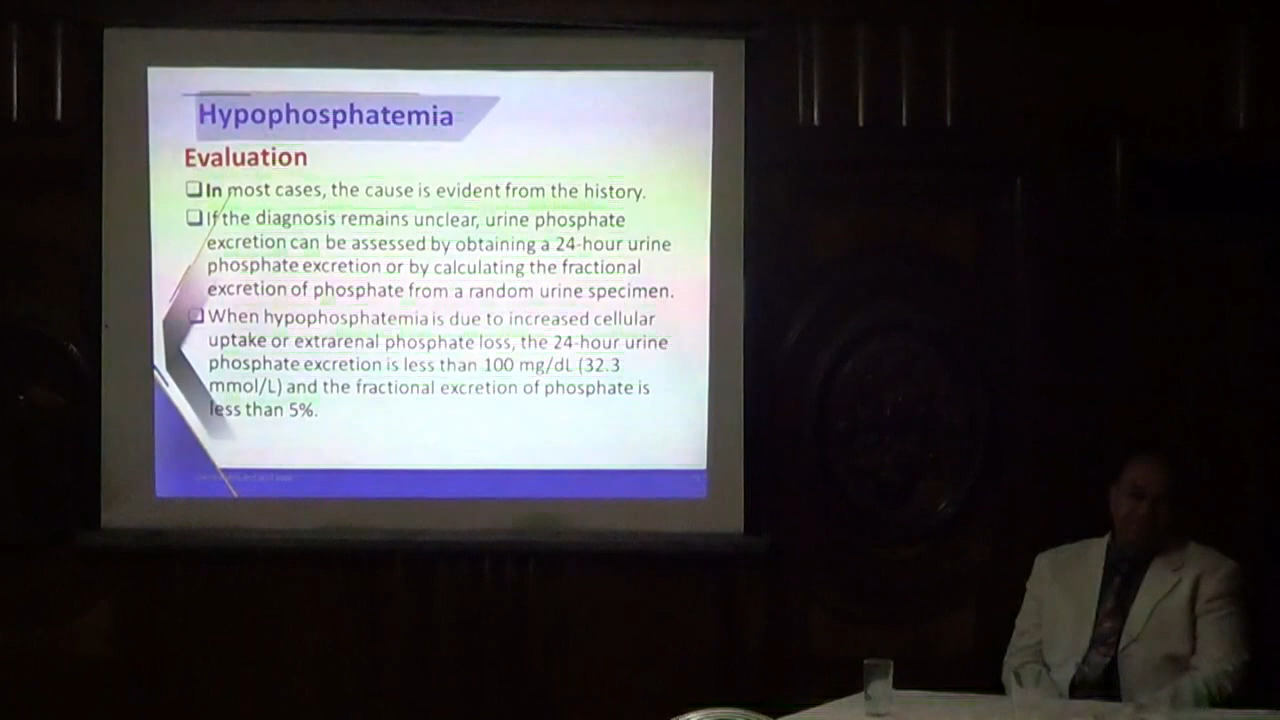 Hypophosphatemia
Evaluation
❑In most cases, the cause is evident from the history.
❑If the diagnosis remains unclear, urine phosphate
excretion can be assessed by obtaining a 24-hour urine
phosphate excretion or by calculating the fractional
excretion of phosphate from a random urine specimen.
❑When hypophosphatemia is due to increased cellular
uptake or extrarenal phosphate loss, the 24-hour urine
phosphate excretion is less than 100 mg/dL (32.3
mmol/L) and the fractional excretion of phosphate is
less than 5%.